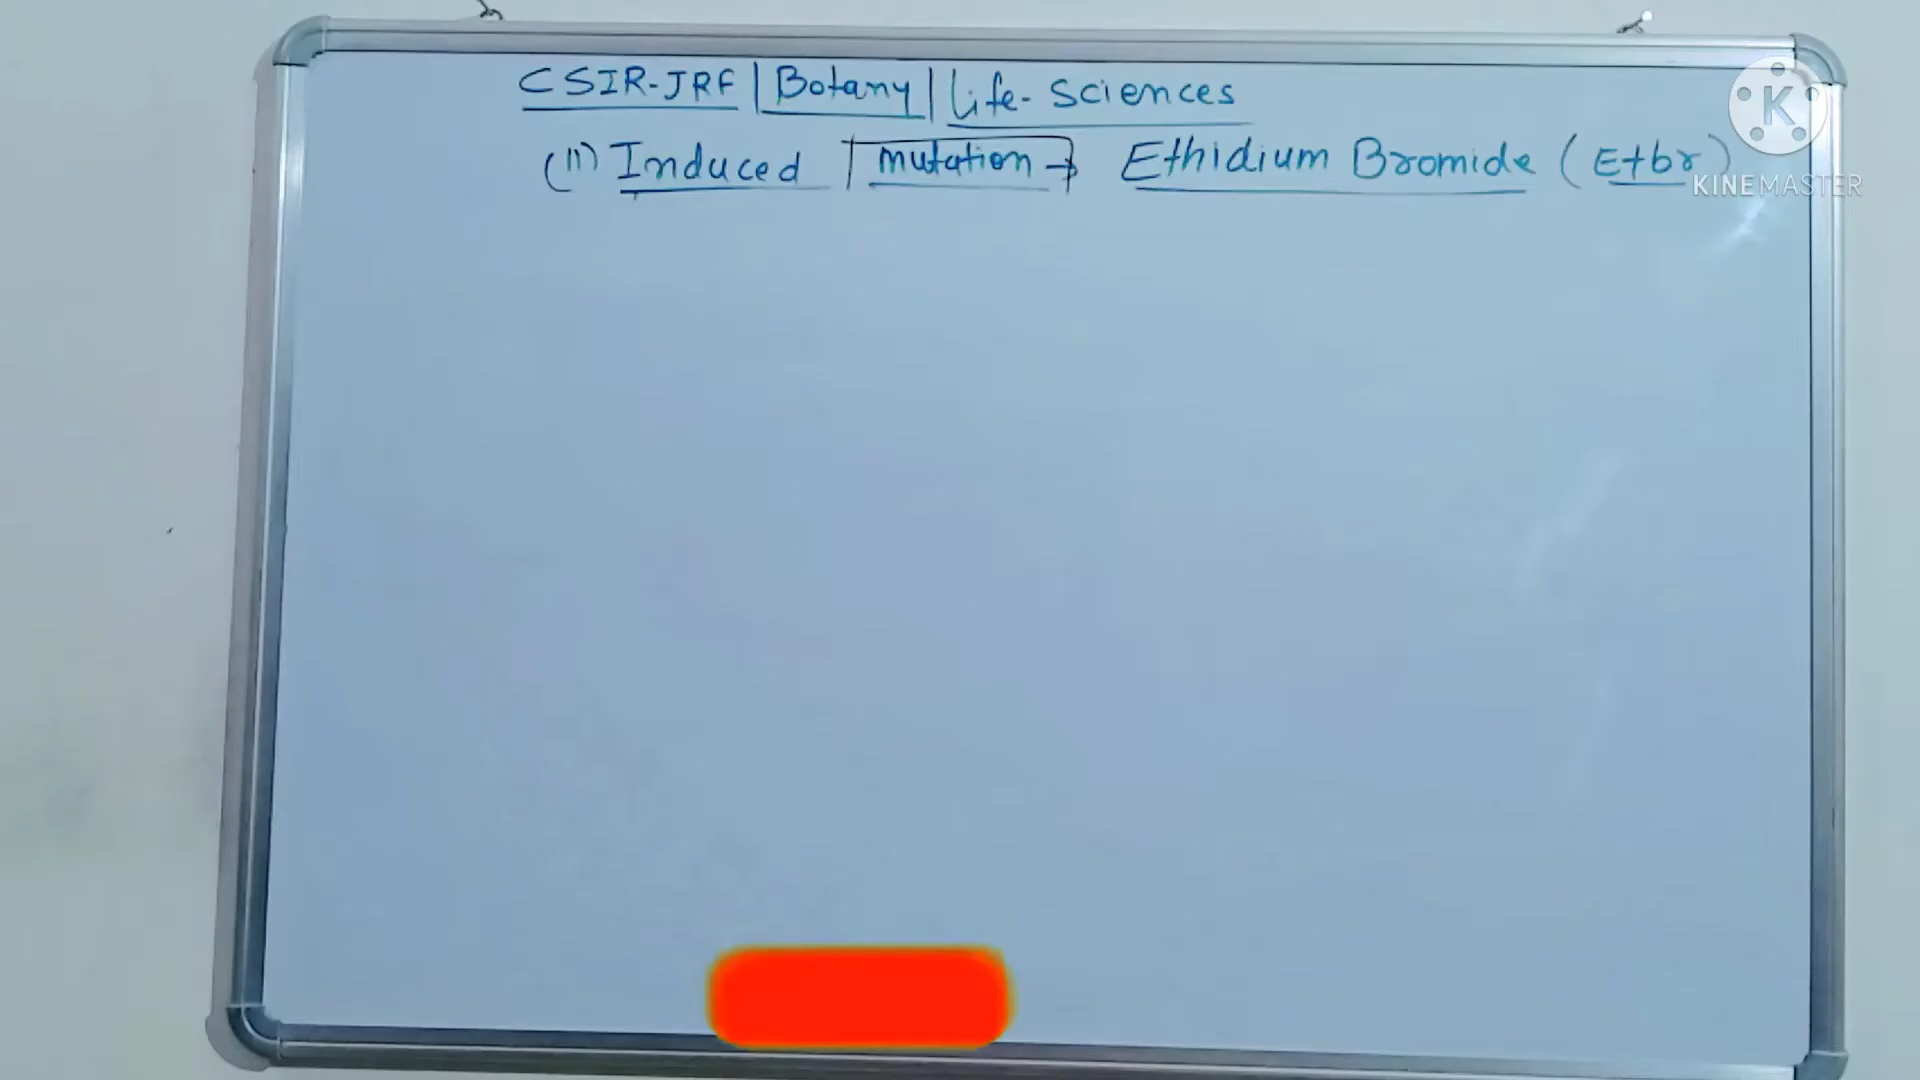 CSIR-JRF | Botany | Life-Sciences
(11) Induced mutation → Ethidium Bromide (Etbr)
K
KINEMASTER